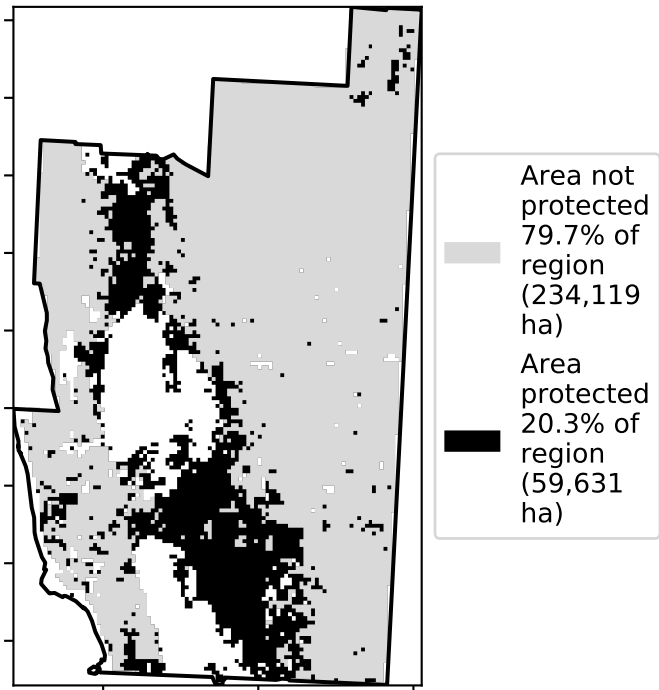 Area not
protected
79.7% of
region
(234,119
ha)
Area
protected
20.3% of
region
(59,631
ha)